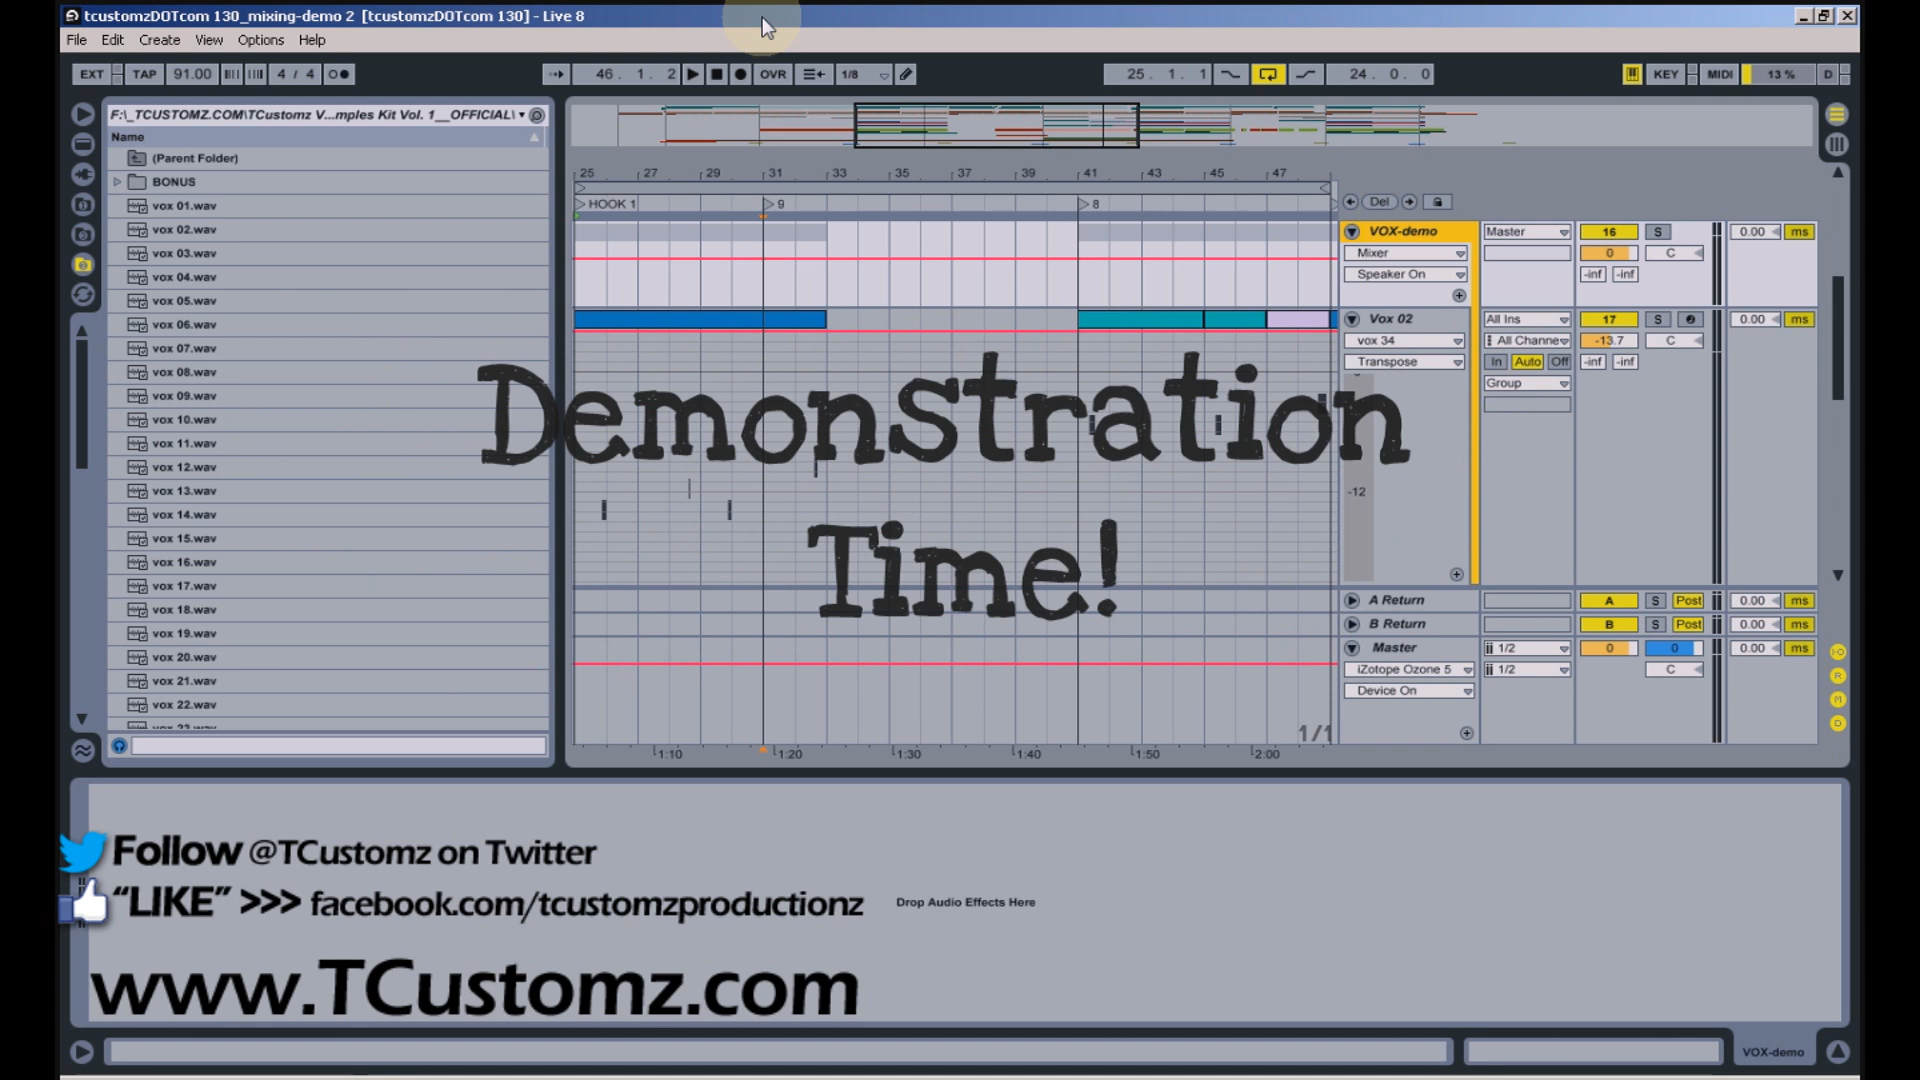 tcustomzDOTcom 130_mixing-demo 2 [tcustomzDOTcom 130] - Live 8
File Edit Create View Options Help
EXT TAP 91.00 4 / 4 46. 1. 2 OVR 1/8 25. 1. 1 24. 0. 0 KEY MIDI 13 % D
F:\_TCUSTOMZ.COM\TCustomz V...mples Kit Vol. 1__OFFICIAL\
Name
(Parent Folder)
BONUS
vox 01.wav
vox 02.wav
vox 03.wav
vox 04.wav
vox 05.wav
vox 06.wav
vox 07.wav
vox 08.wav
vox 09.wav
vox 10.wav
vox 11.wav
vox 12.wav
vox 13.wav
vox 14.wav
vox 15.wav
vox 16.wav
vox 17.wav
vox 18.wav
vox 19.wav
vox 20.wav
vox 21.wav
vox 22.wav
25 27 29 31 33 35 37 39 41 43 45 47
HOOK 1 9 8 Del
VOX-demo Master 16 S 0.00 ms
Mixer 0 C
Speaker On -inf -inf
Vox 02 All Ins 17 S 0.00 ms
vox 34 All Channe -13.7 C
Transpose In Auto Off -inf -inf
Group
-12
Demonstration
Time!
A Return A S Post 0.00 ms
B Return B S Post 0.00 ms
Master 1/2 0 0 0.00 ms
iZotope Ozone 5 1/2 C
Device On
1/1
1:10 1:20 1:30 1:40 1:50 2:00
Follow @TCustomz on Twitter
"LIKE" >>> facebook.com/tcustomzproductionz
Drop Audio Effects Here
www.TCustomz.com
VOX-demo